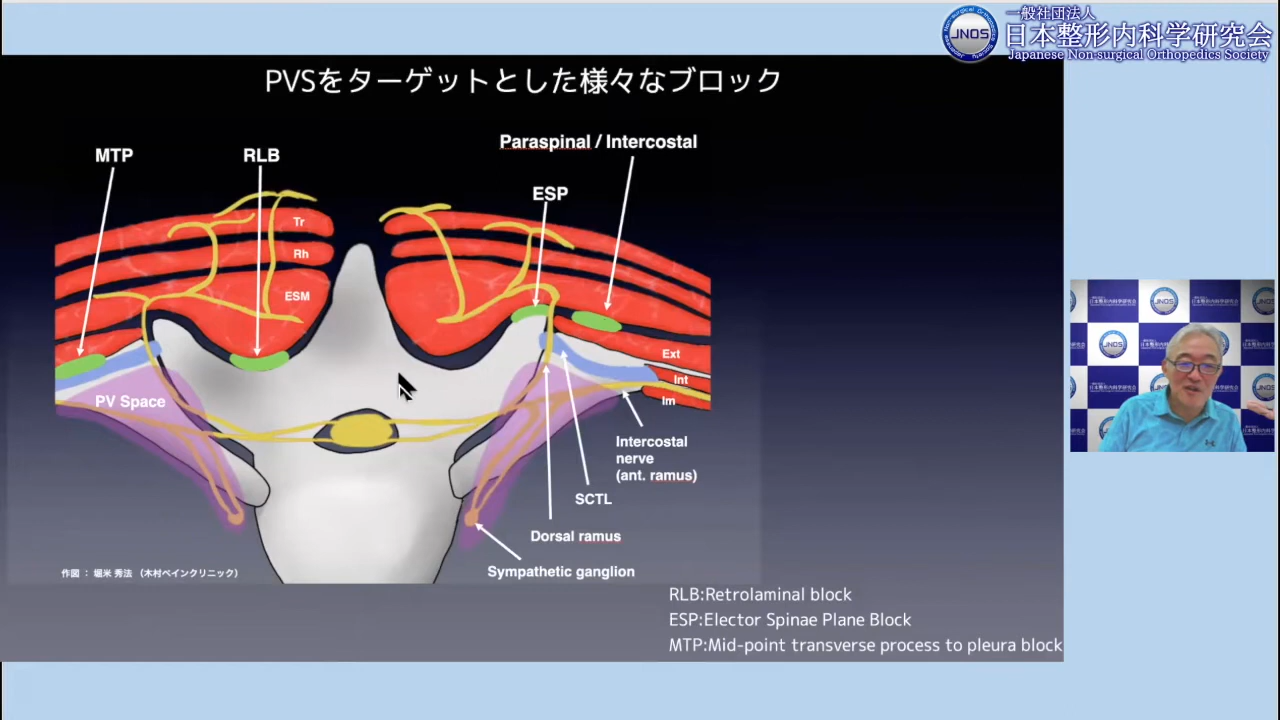 一般社団法人
日本整形内科学研究会
Japanese Non-surgical Orthopedics Society
JNOS
PVSをターゲットとした様々なブロック
MTP
RLB
Paraspinal / Intercostal
ESP
Tr
Rh
ESM
Ext
Int
Im
PV Space
Intercostal
nerve
(ant. ramus)
SCTL
Dorsal ramus
Sympathetic ganglion
作図 : 堀米 秀法 (木村ペインクリニック)
RLB:Retrolaminal block
ESP:Elector Spinae Plane Block
MTP:Mid-point transverse process to pleura block